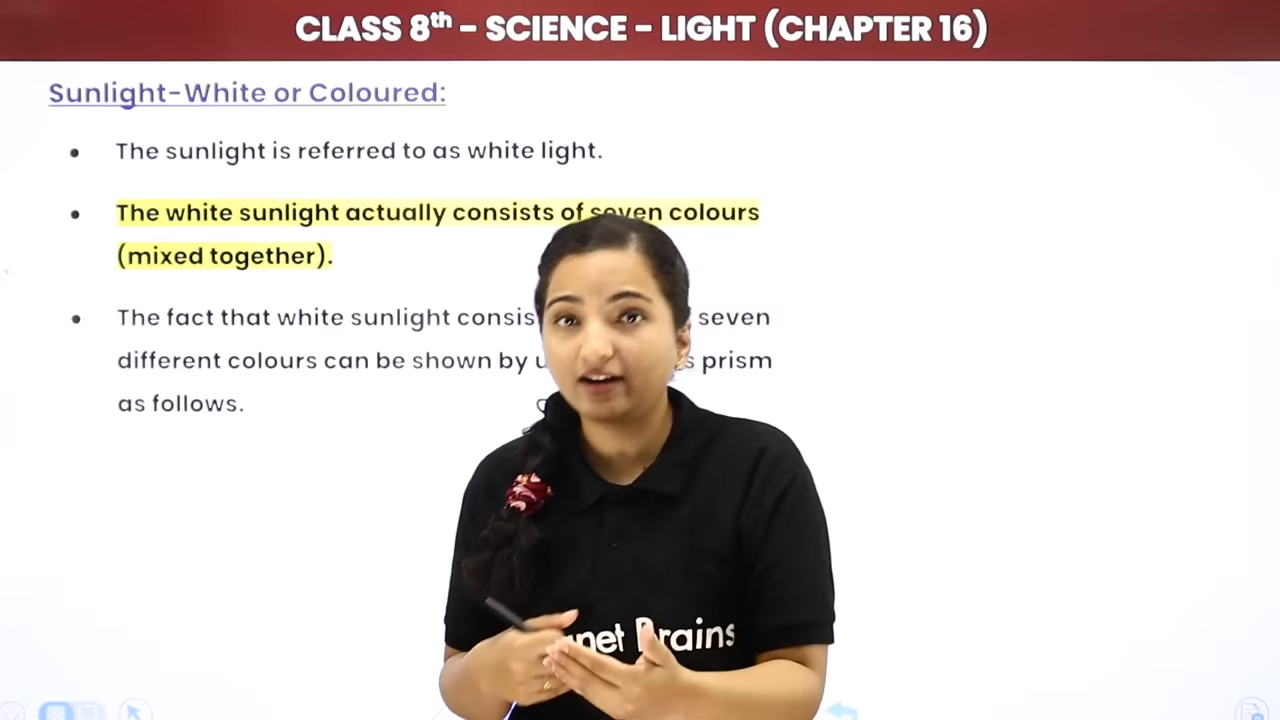 CLASS 8th - SCIENCE - LIGHT (CHAPTER 16)
Sunlight-White or Coloured:
• The sunlight is referred to as white light.
• The white sunlight actually consists of seven colours
(mixed together).
• The fact that white sunlight seven
different colours can be shown by prism
as follows.
Brains